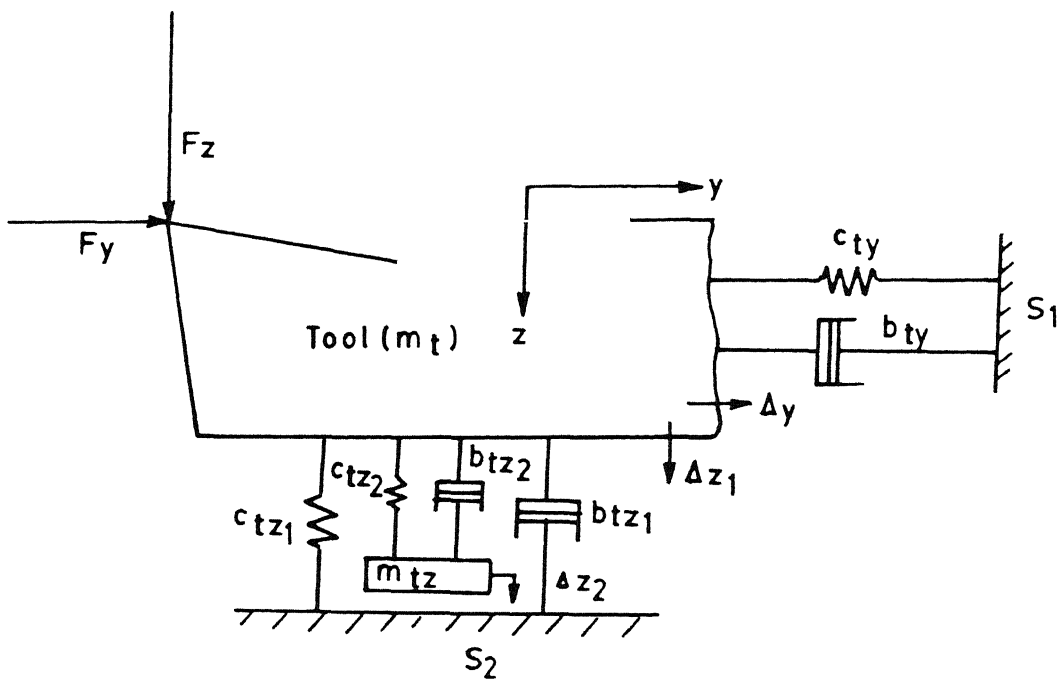 Fz
Fy
y
z
Tool (mt)
cty
bty
S1
Δy
Δz1
ctz1
ctz2
btz2
btz1
mtz
Δz2
S2